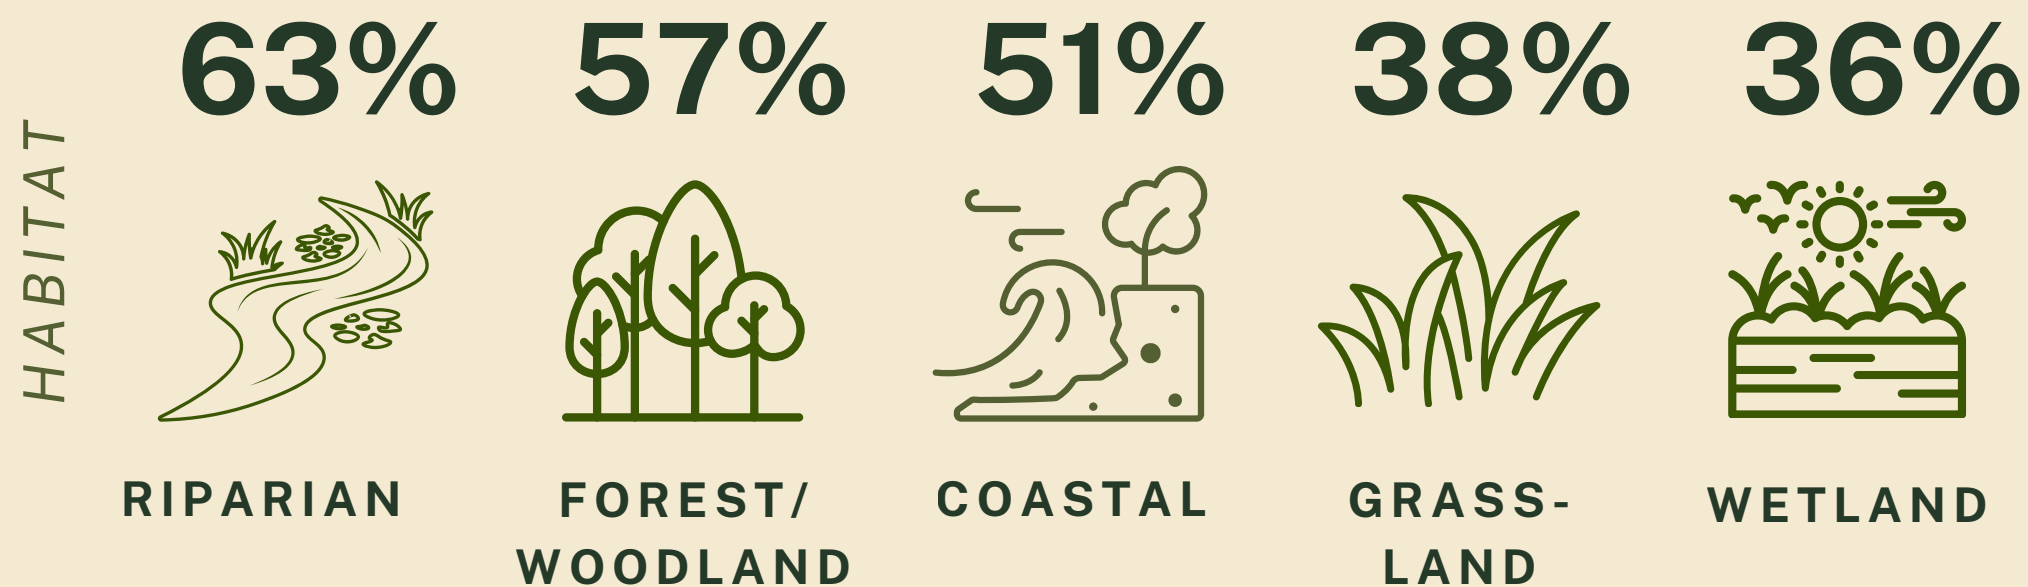 63% 57% 51% 38% 36%
HABITAT
RIPARIAN FOREST/ COASTAL GRASS- WETLAND
WOODLAND LAND